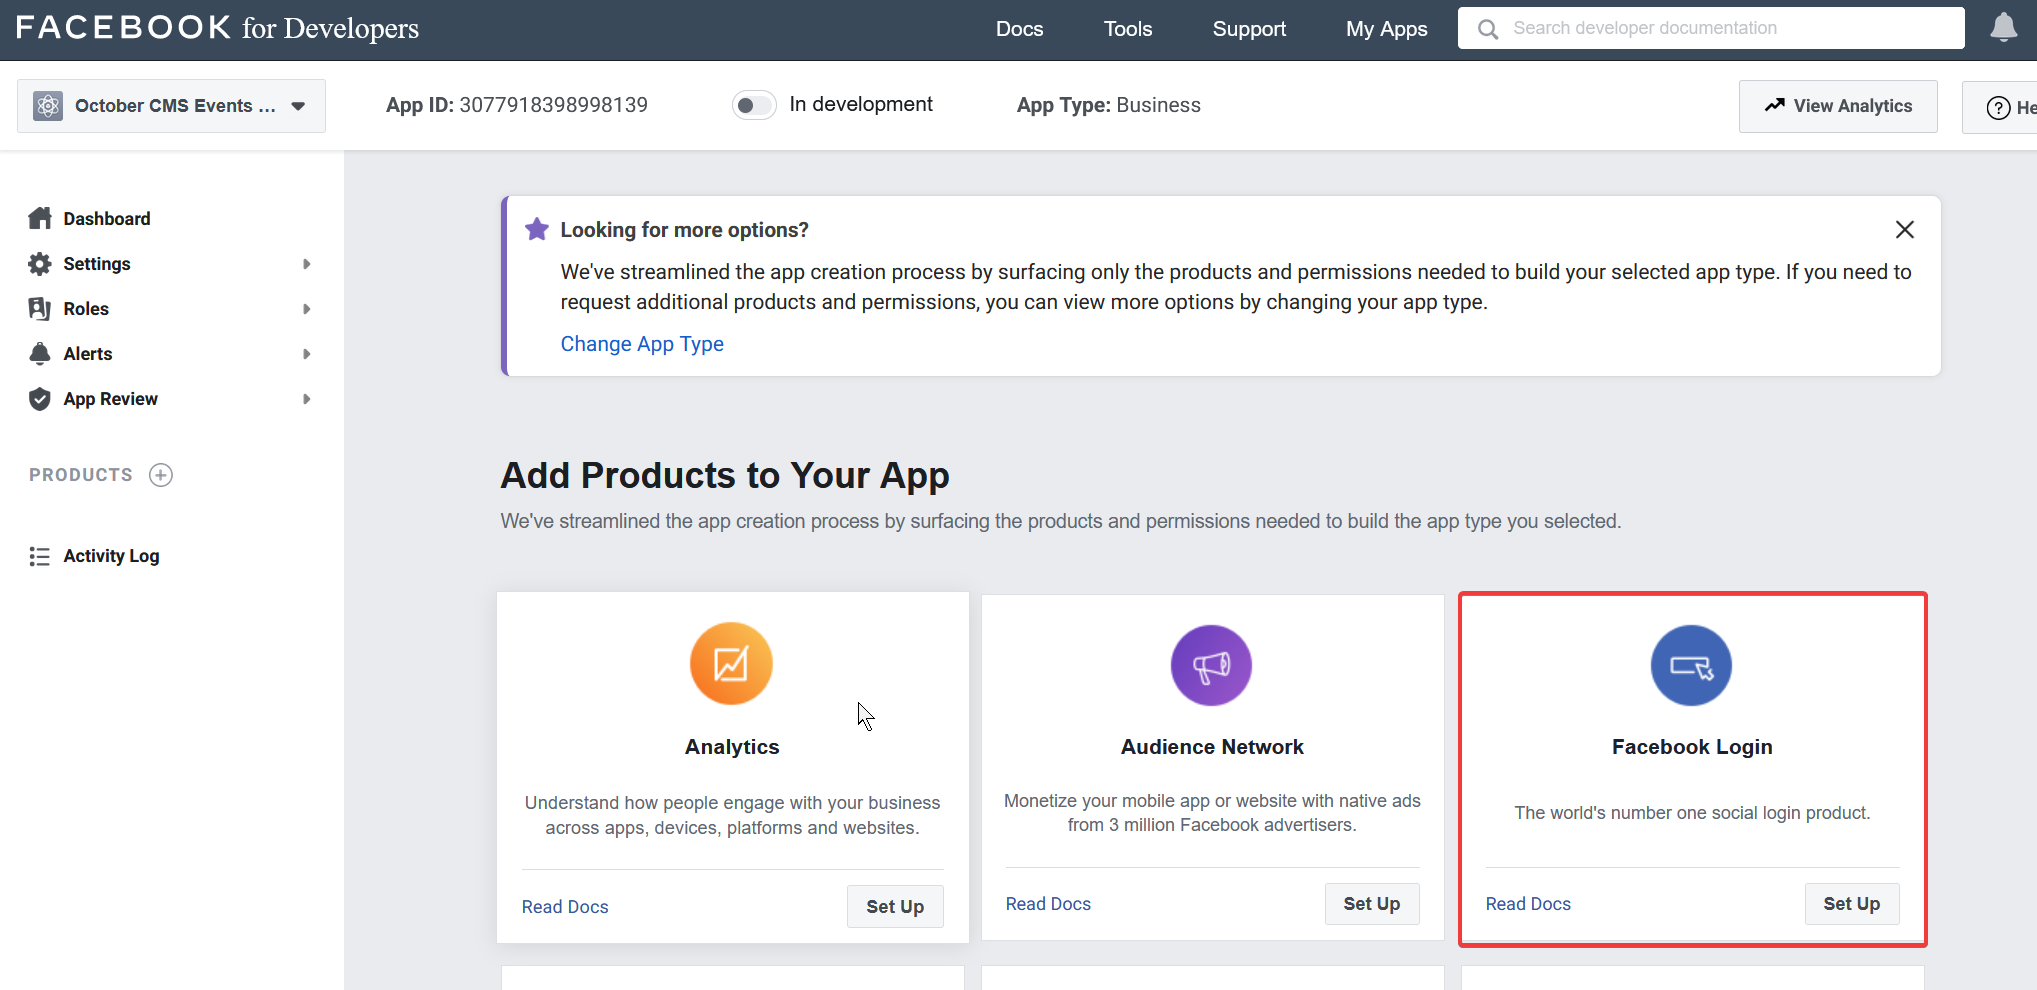 FACEBOOK for Developers
Docs
Tools
Support
My Apps
Search developer documentation
October CMS Events ...
App ID: 3077918398998139
In development
App Type: Business
View Analytics
He
Dashboard
Settings
Roles
Alerts
App Review
PRODUCTS
Activity Log
Looking for more options?
We've streamlined the app creation process by surfacing only the products and permissions needed to build your selected app type. If you need to
request additional products and permissions, you can view more options by changing your app type.
Change App Type
Add Products to Your App
We've streamlined the app creation process by surfacing the products and permissions needed to build the app type you selected.
Analytics
Understand how people engage with your business
across apps, devices, platforms and websites.
Read Docs
Set Up
Audience Network
Monetize your mobile app or website with native ads
from 3 million Facebook advertisers.
Read Docs
Set Up
Facebook Login
The world's number one social login product.
Read Docs
Set Up